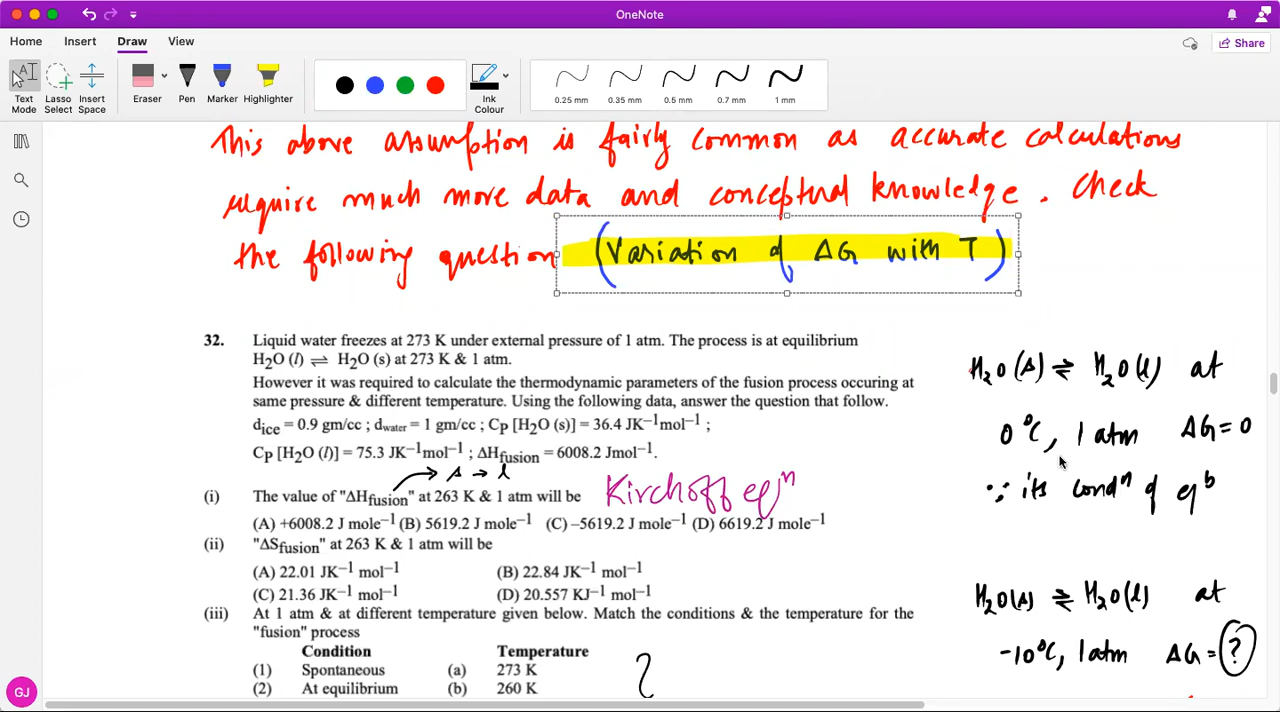 OneNote
Home Insert Draw View
Share
Text Mode
Lasso Select
Insert Space
Eraser
Pen
Marker
Highlighter
Ink Colour
0.25 mm
0.35 mm
0.5 mm
0.7 mm
1 mm
This above assumption is fairly common as accurate calculations
require much more data and conceptual knowledge. Check
the following question (Variation of ΔG with T)
32. Liquid water freezes at 273 K under external pressure of 1 atm. The process is at equilibrium
H2O (l) ⇌ H2O (s) at 273 K & 1 atm.
However it was required to calculate the thermodynamic parameters of the fusion process occuring at
same pressure & different temperature. Using the following data, answer the question that follow.
dice = 0.9 gm/cc ; dwater = 1 gm/cc ; CP [H2O (s)] = 36.4 JK–1mol–1 ;
CP [H2O (l)] = 75.3 JK–1mol–1 ; ΔHfusion = 6008.2 Jmol–1.
s → l
(i) The value of "ΔHfusion" at 263 K & 1 atm will be Kirchoff eqn
(A) +6008.2 J mole–1 (B) 5619.2 J mole–1 (C) –5619.2 J mole–1 (D) 6619.2 J mole–1
(ii) "ΔSfusion" at 263 K & 1 atm will be
(A) 22.01 JK–1 mol–1 (B) 22.84 JK–1 mol–1
(C) 21.36 JK–1 mol–1 (D) 20.557 KJ–1 mol–1
(iii) At 1 atm & at different temperature given below. Match the conditions & the temperature for the
"fusion" process
Condition Temperature
(1) Spontaneous (a) 273 K
(2) At equilibrium (b) 260 K
H2O(s) ⇌ H2O(l) at
0°C, 1 atm ΔG=0
∵ its condn of eqb
H2O(s) ⇌ H2O(l) at
-10°C, 1 atm ΔG=?
GJ